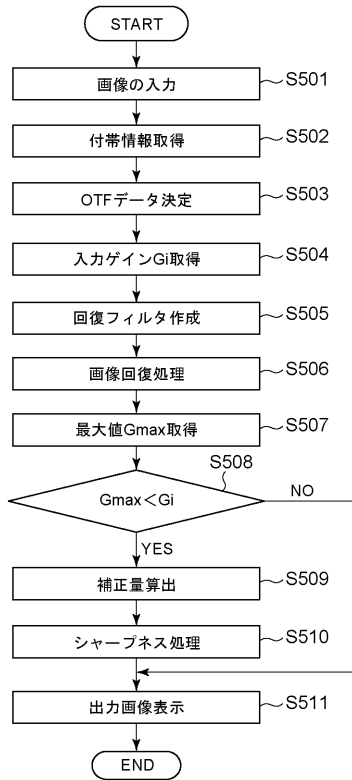 START
画像の入力 S501
付帯情報取得 S502
OTFデータ決定 S503
入力ゲインGi取得 S504
回復フィルタ作成 S505
画像回復処理 S506
最大値Gmax取得 S507
S508
Gmax＜Gi NO
YES
補正量算出 S509
シャープネス処理 S510
出力画像表示 S511
END